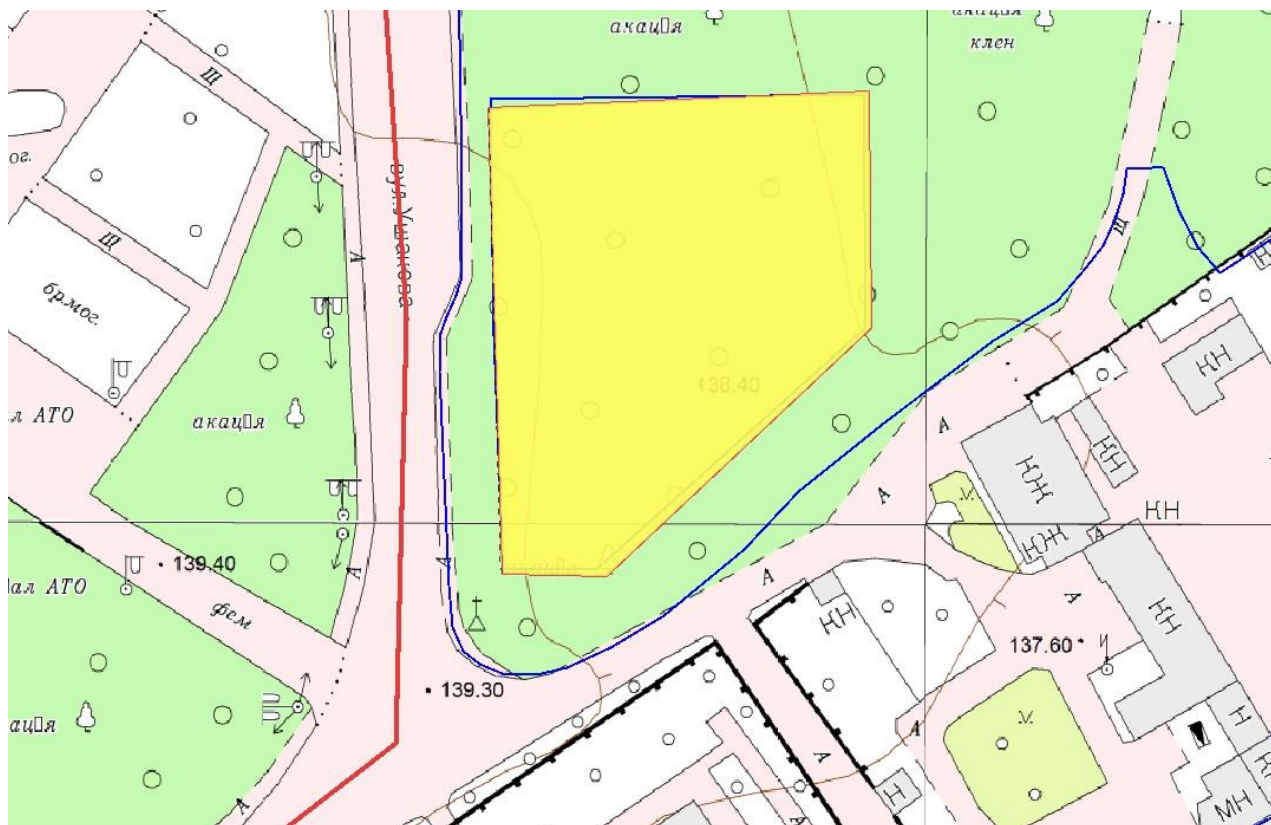 акац▯я
акац▯я
клен
Щ
ог.
вул.Ушакова
Щ
А
Щ
брмог.
КН
КН
138.40
ал АТО
акац▯я
А
КН
А
КЖ
КН
А
КЖ
А
139.40
А
А
ал АТО
А
А
фем
КН
КН
137.60
139.30
ац▯я
А
А
Н
А
Н
МН